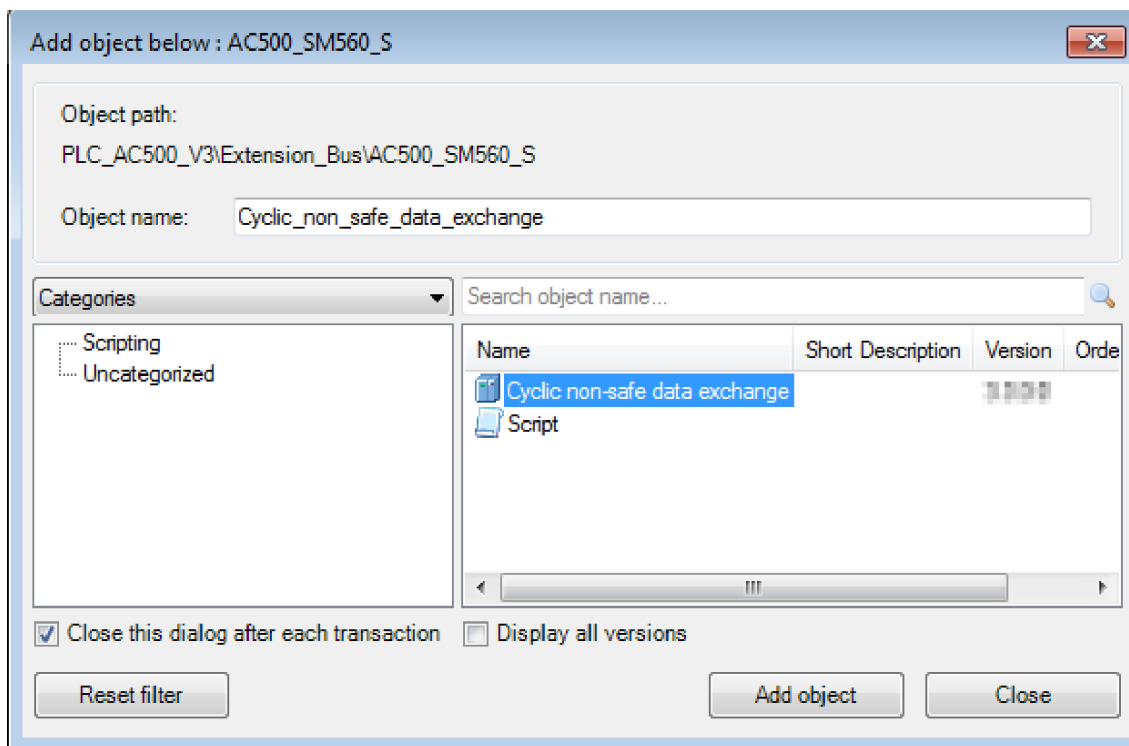 Add object below : AC500_SM560_S
Object path:
PLC_AC500_V3\Extension_Bus\AC500_SM560_S
Object name: Cyclic_non_safe_data_exchange
Categories
Search object name...
Scripting
Uncategorized
Name Short Description Version Orde
Cyclic non-safe data exchange
Script
Close this dialog after each transaction Display all versions
Reset filter Add object Close